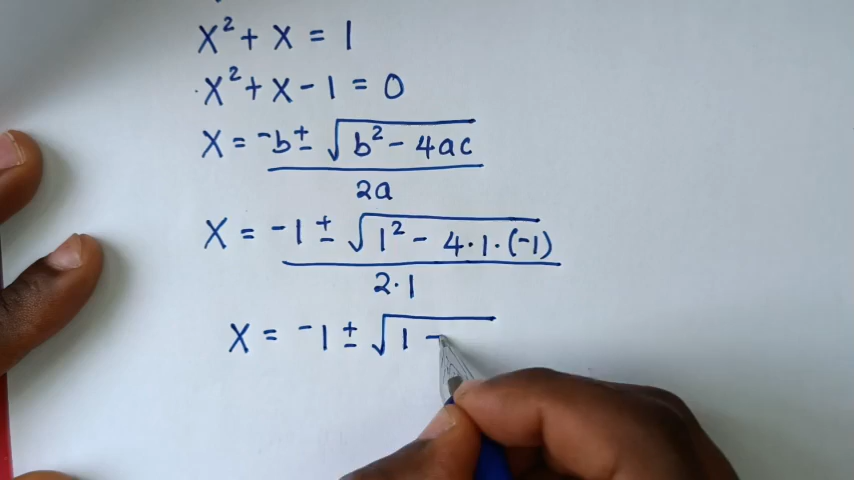 x² + x = 1
x² + x - 1 = 0
x = -b ± √(b² - 4ac) / 2a
x = -1 ± √(1² - 4·1·(-1)) / 2·1
x = -1 ± √(1 -